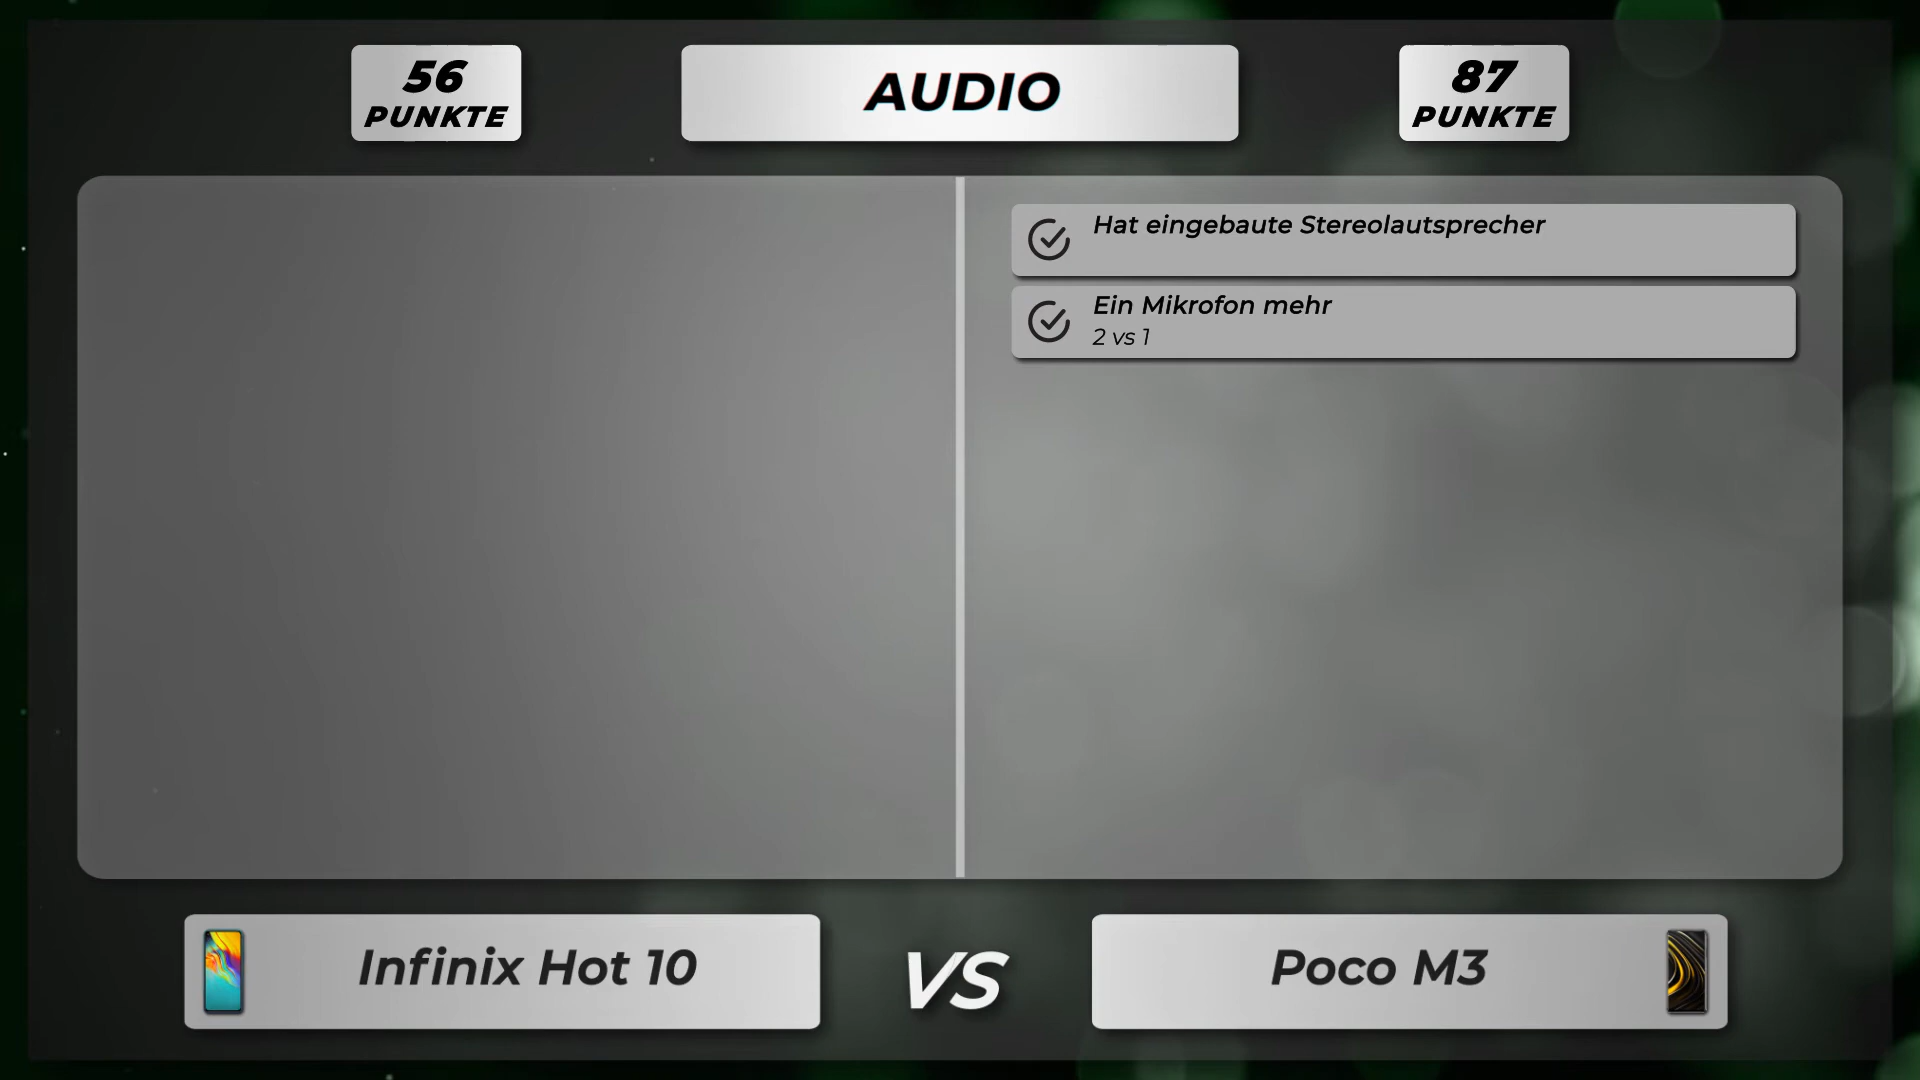 56
PUNKTE
AUDIO
87
PUNKTE
Hat eingebaute Stereolautsprecher
Ein Mikrofon mehr
2 vs 1
Infinix Hot 10
VS
Poco M3